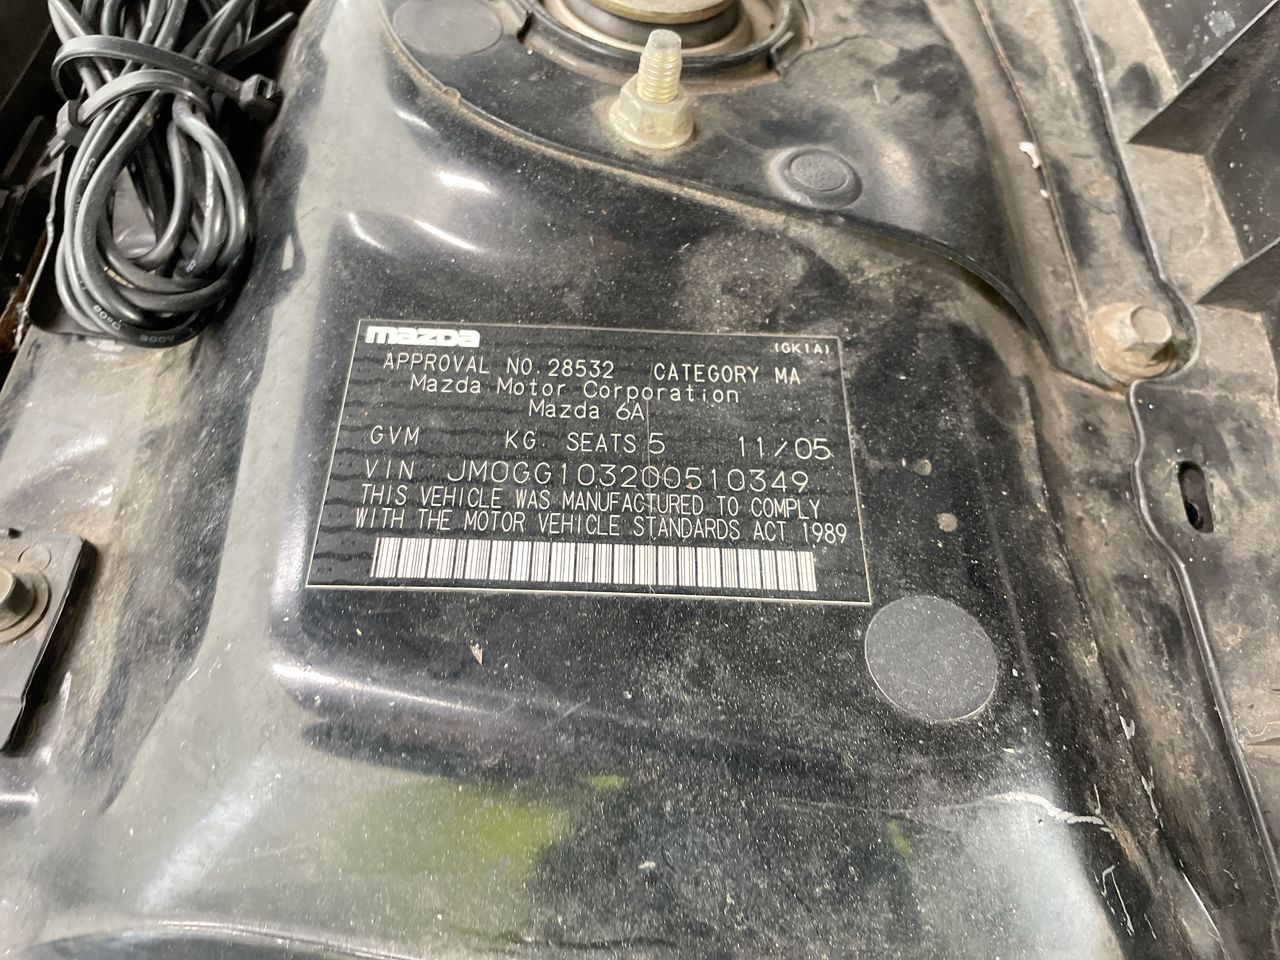 mazda (GK1A)
APPROVAL NO. 28532 CATEGORY MA
Mazda Motor Corporation
Mazda 6A
GVM KG SEATS 5 11/05
VIN JM0GG103200510349
THIS VEHICLE WAS MANUFACTURED TO COMPLY
WITH THE MOTOR VEHICLE STANDARDS ACT 1989
300V